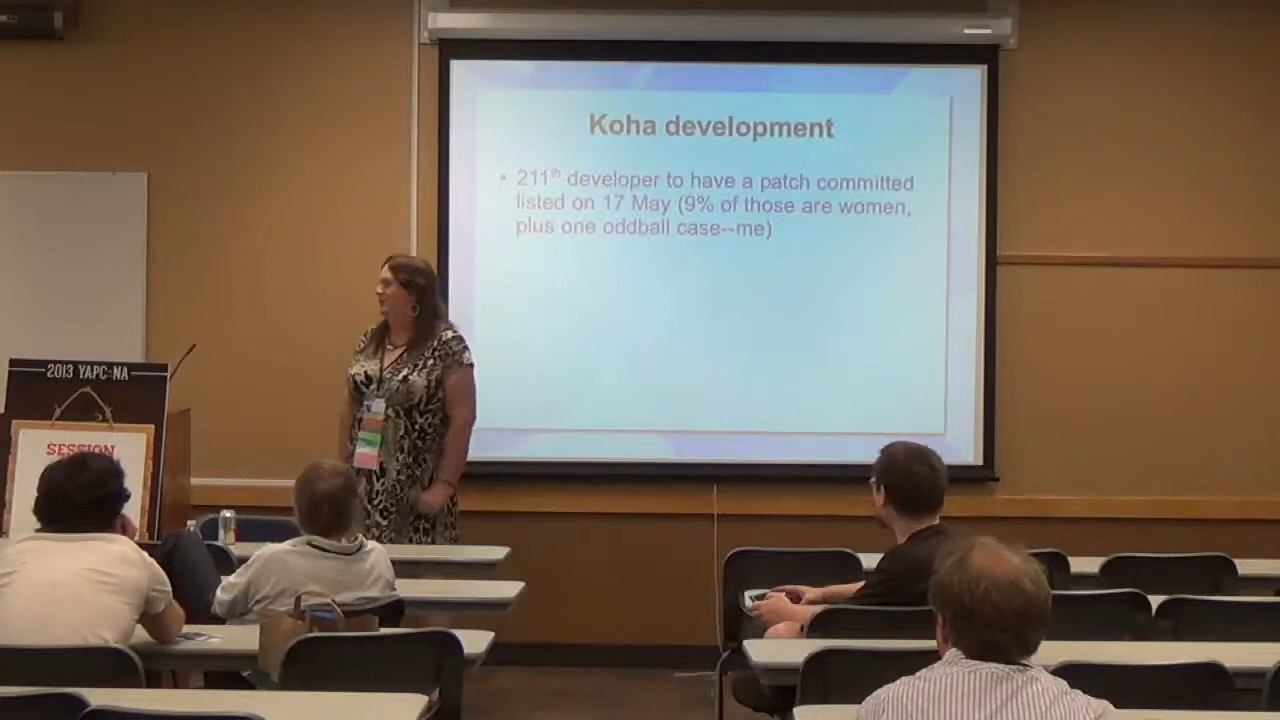 Koha development
• 211th developer to have a patch committed
listed on 17 May (9% of those are women,
plus one oddball case--me)
2013 YAPC::NA
SESSION